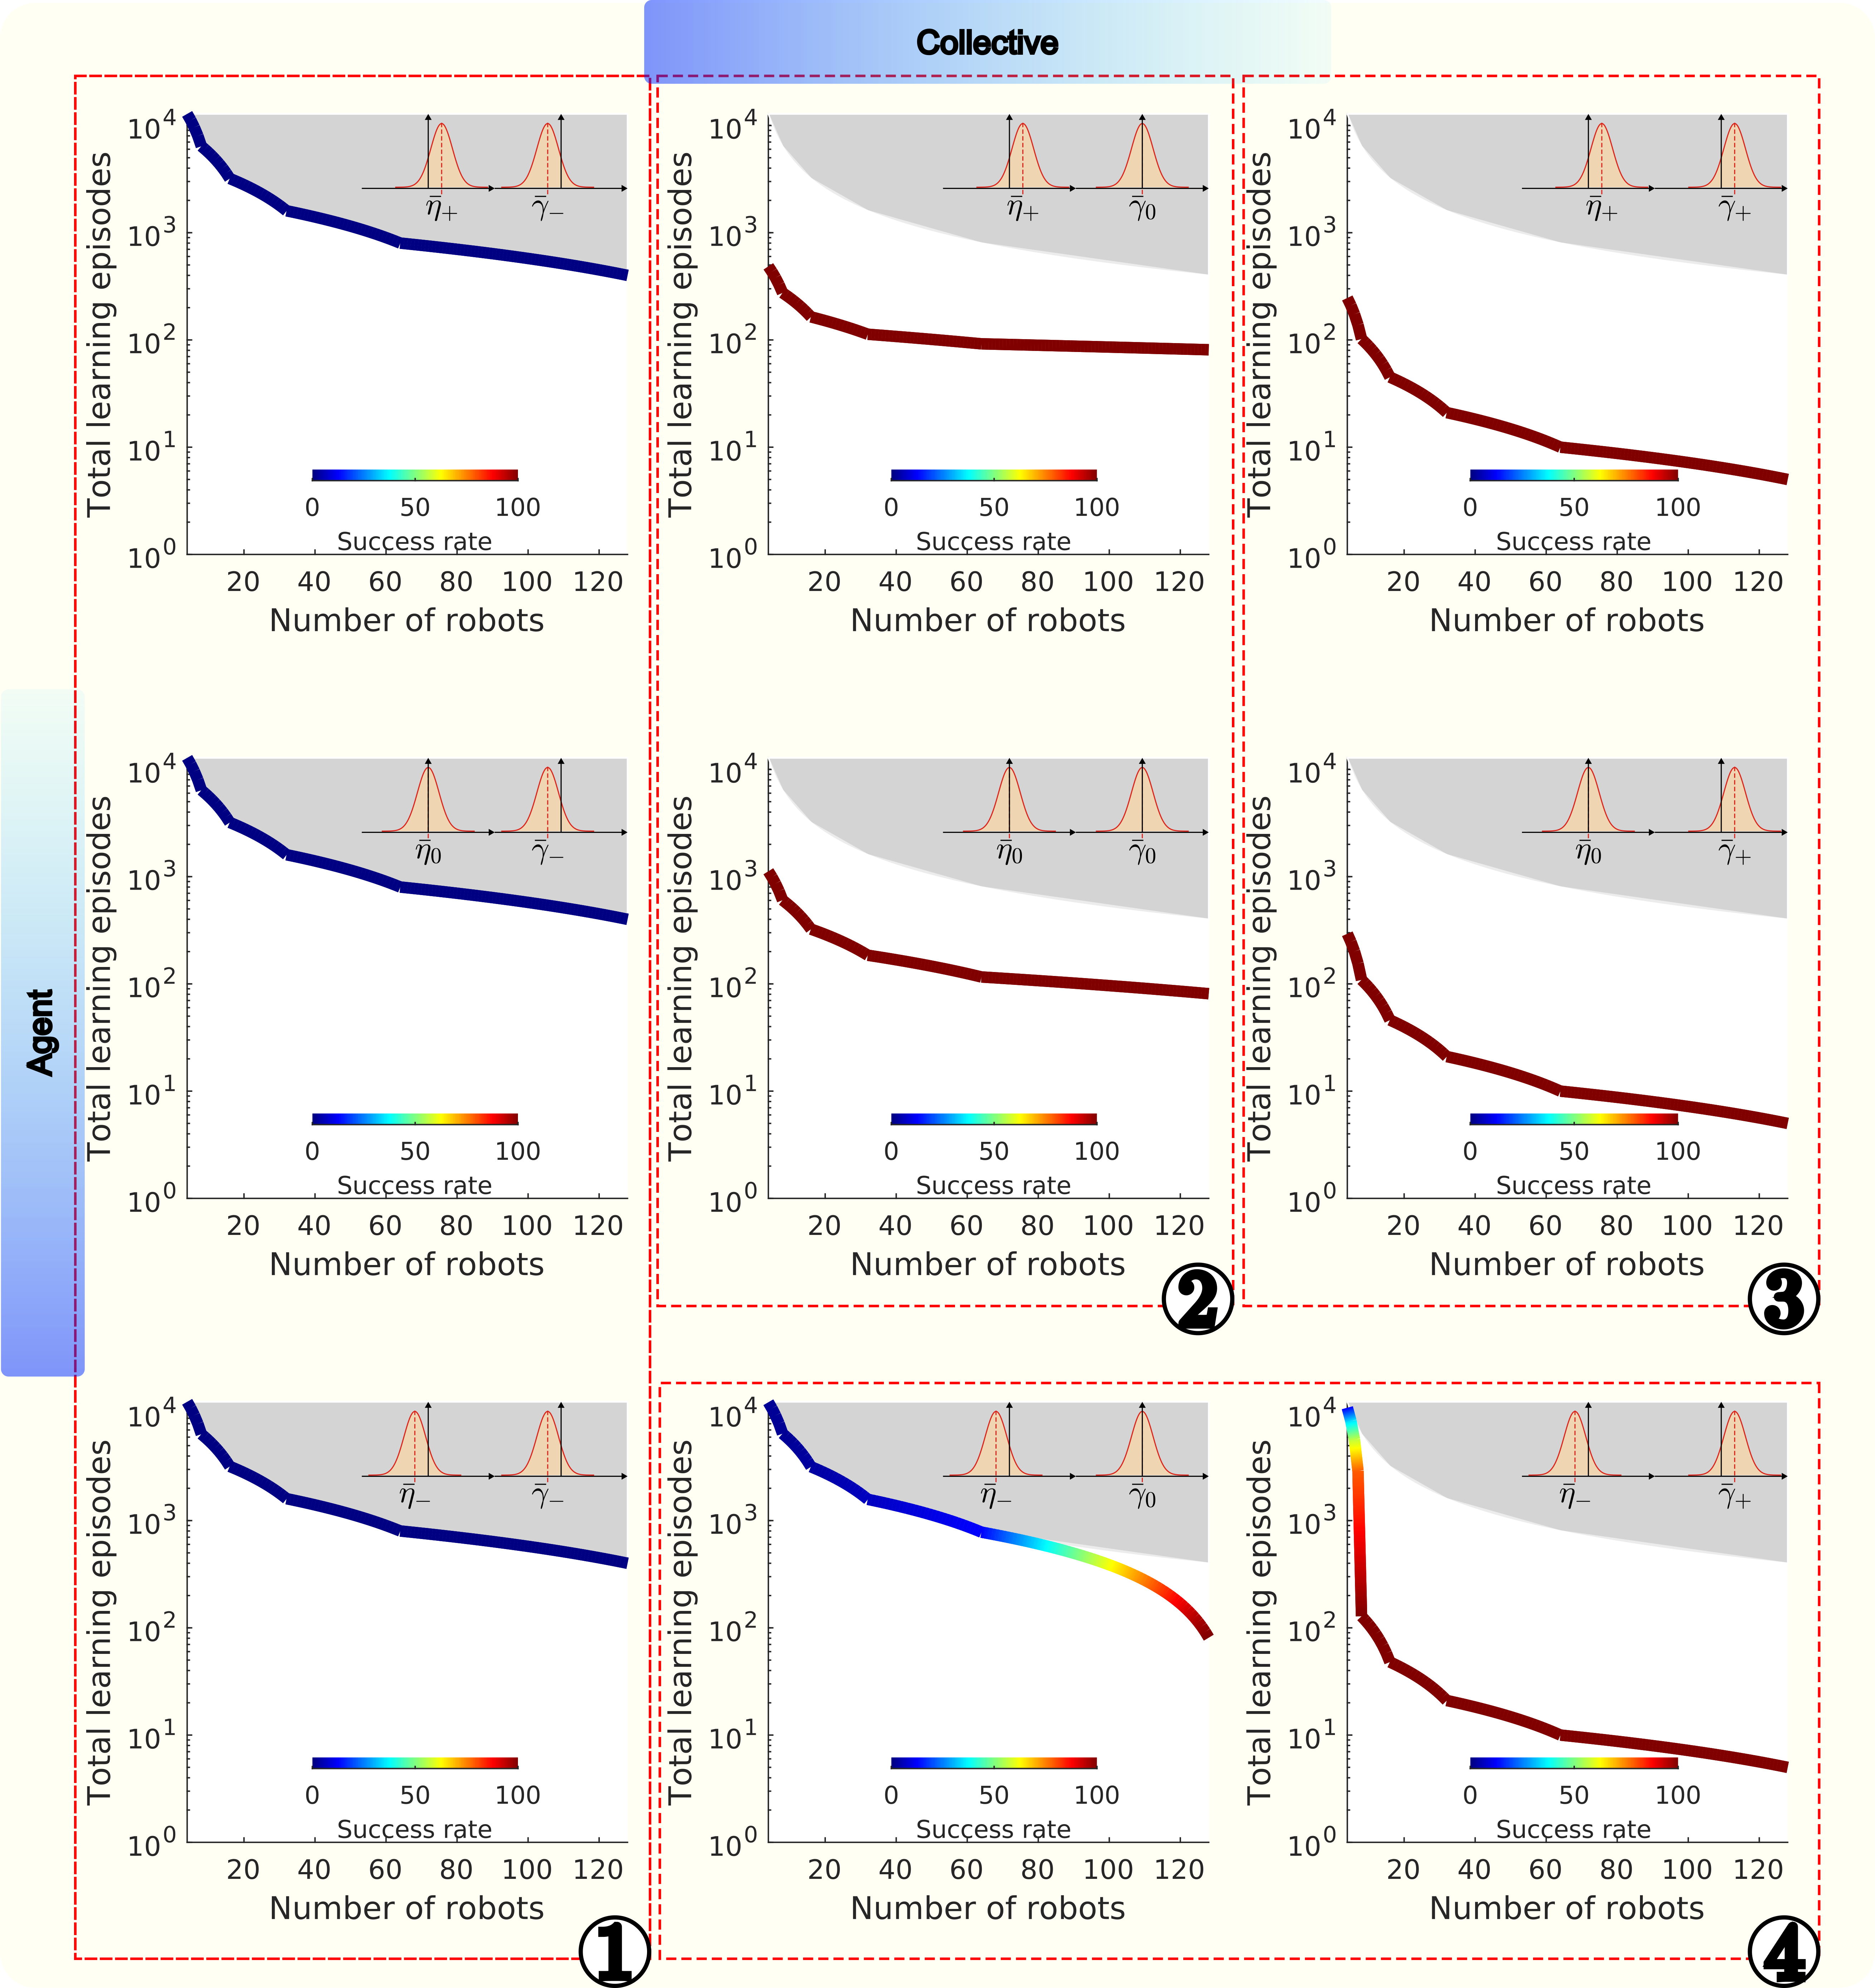 Collective
Agent
Total learning episodes
10^4
10^3
10^2
10^1
10^0
η̄₊ γ̄₋
0 50 100
Success rate
20 40 60 80 100 120
Number of robots
Total learning episodes
10^4
10^3
10^2
10^1
10^0
η̄₊ γ̄₀
0 50 100
Success rate
20 40 60 80 100 120
Number of robots
Total learning episodes
10^4
10^3
10^2
10^1
10^0
η̄₊ γ̄₊
0 50 100
Success rate
20 40 60 80 100 120
Number of robots
Total learning episodes
10^4
10^3
10^2
10^1
10^0
η̄₀ γ̄₋
0 50 100
Success rate
20 40 60 80 100 120
Number of robots
Total learning episodes
10^4
10^3
10^2
10^1
10^0
η̄₀ γ̄₀
0 50 100
Success rate
20 40 60 80 100 120
Number of robots
2
Total learning episodes
10^4
10^3
10^2
10^1
10^0
η̄₀ γ̄₊
0 50 100
Success rate
20 40 60 80 100 120
Number of robots
3
Total learning episodes
10^4
10^3
10^2
10^1
10^0
η̄₋ γ̄₋
0 50 100
Success rate
20 40 60 80 100 120
Number of robots
1
Total learning episodes
10^4
10^3
10^2
10^1
10^0
η̄₋ γ̄₀
0 50 100
Success rate
20 40 60 80 100 120
Number of robots
Total learning episodes
10^4
10^3
10^2
10^1
10^0
η̄₋ γ̄₊
0 50 100
Success rate
20 40 60 80 100 120
Number of robots
4